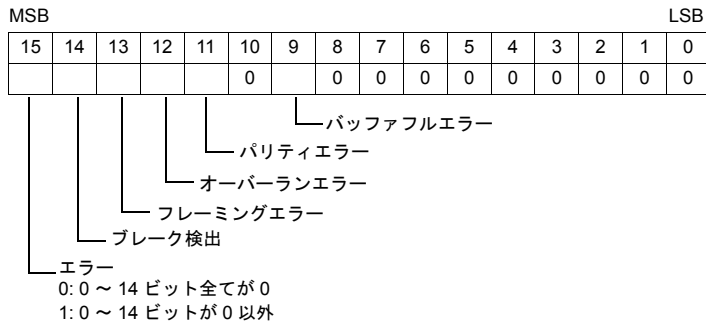 MSB LSB
15 14 13 12 11 10 9 8 7 6 5 4 3 2 1 0
0 0 0 0 0 0 0 0 0 0
バッファフルエラー
パリティエラー
オーバーランエラー
フレーミングエラー
ブレーク検出
エラー
0: 0 ~ 14 ビット全てが 0
1: 0 ~ 14 ビットが 0 以外